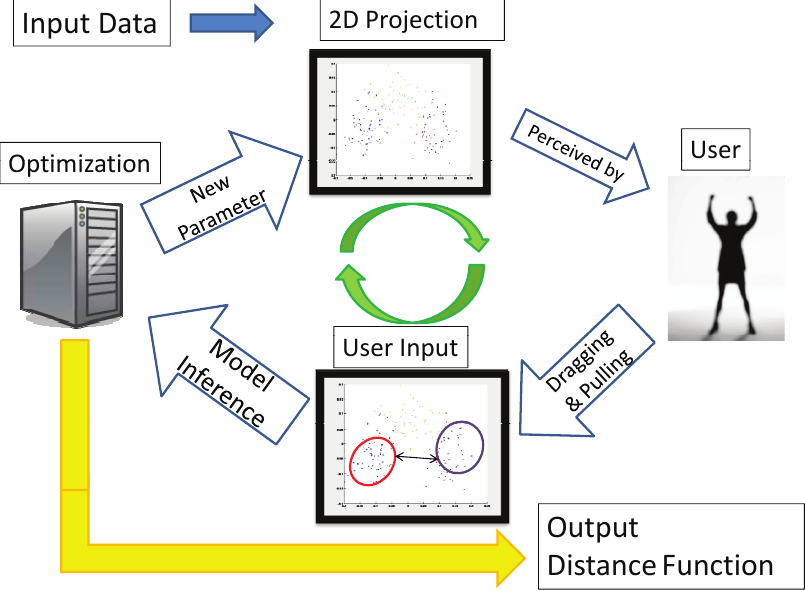 Input Data
2D Projection
Optimization
New
Parameter
Perceived by
User
User Input
Model
Inference
Dragging
& Pulling
Output
Distance Function